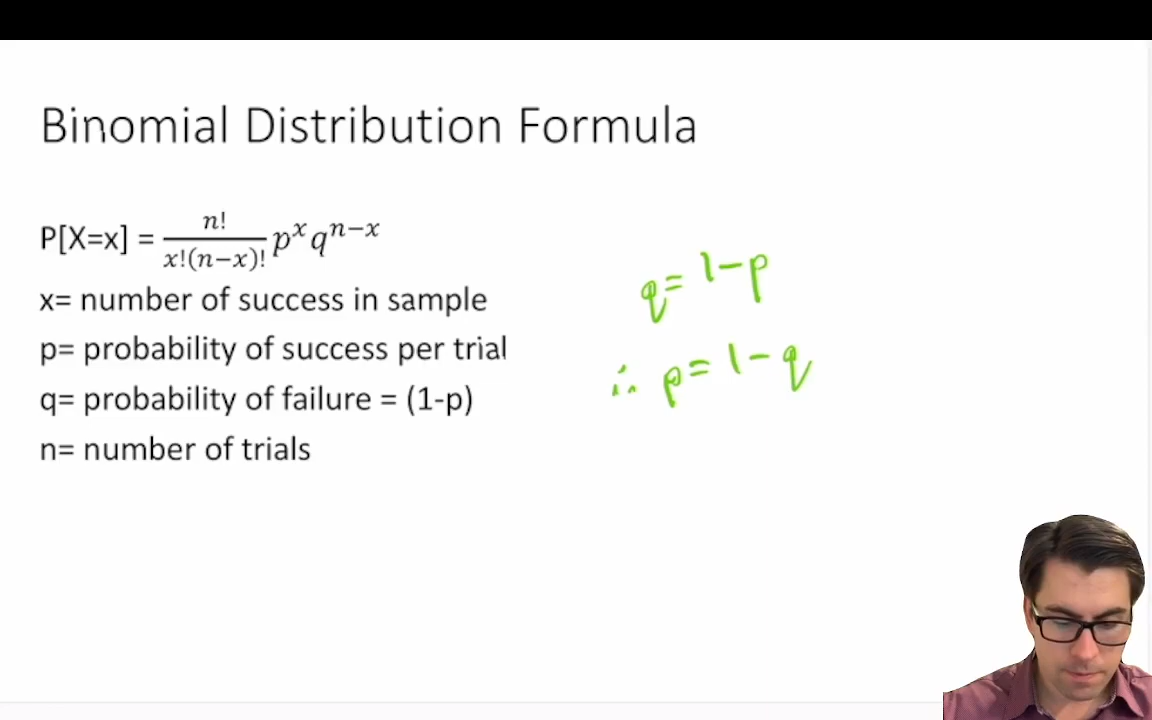 Binomial Distribution Formula
P[X=x] = n!/x!(n−x)! p^x q^n−x
x= number of success in sample
p= probability of success per trial
q= probability of failure = (1-p)
n= number of trials
q= 1-p
∴ p= 1-q